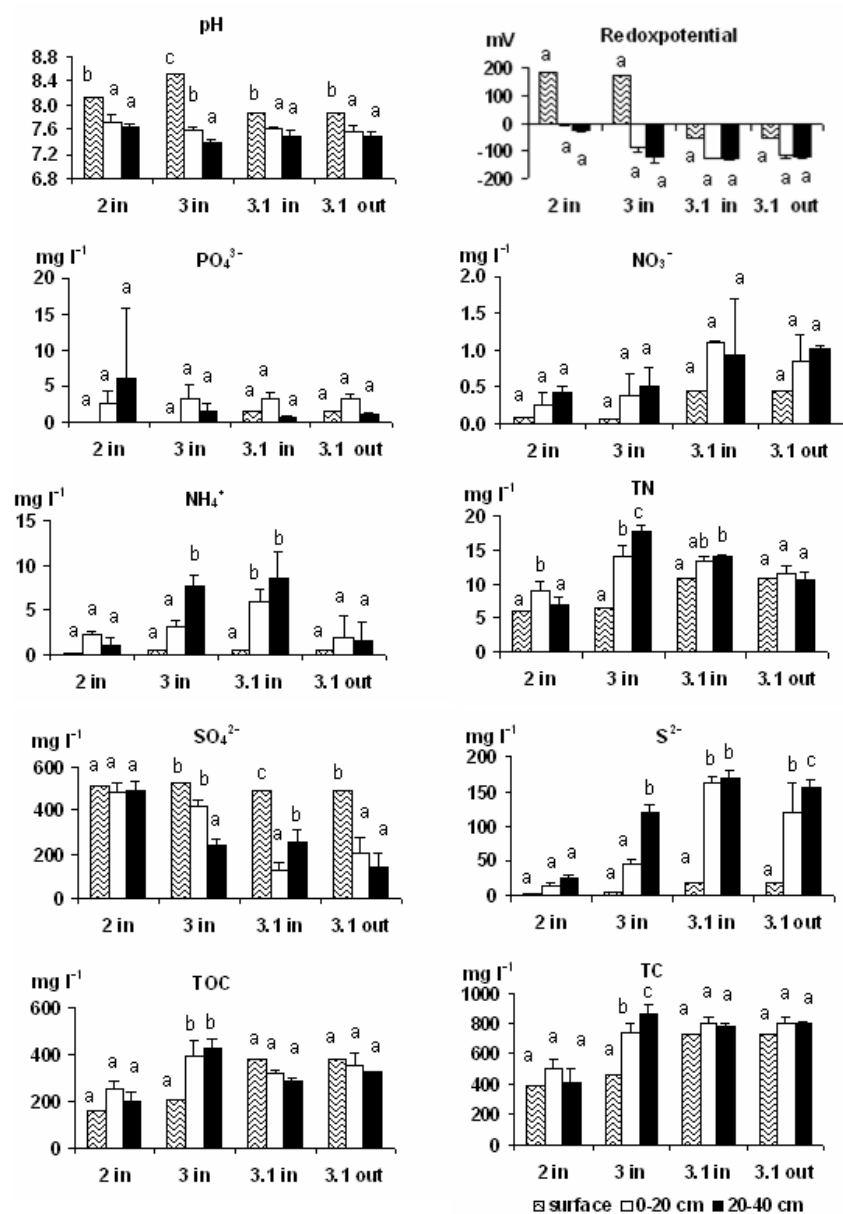 pH
8.8
8.4
8.0
7.6
7.2
6.8
b a a c b a b a a b a a
2 in 3 in 3.1 in 3.1 out
Redoxpotential
mV
200
100
0
-100
-200
a a a a a a a a a a a a
2 in 3 in 3.1 in 3.1 out
PO₄³⁻
mg l⁻¹
20
15
10
5
0
a a a a a a a a a a a a
2 in 3 in 3.1 in 3.1 out
NO₃⁻
mg l⁻¹
2.0
1.5
1.0
0.5
0.0
a a a a a a a a a a a a
2 in 3 in 3.1 in 3.1 out
NH₄⁺
mg l⁻¹
15
10
5
0
a a a a a b a b b a a a
2 in 3 in 3.1 in 3.1 out
TN
mg l⁻¹
20
15
10
5
0
a b a a b c a ab b a a a
2 in 3 in 3.1 in 3.1 out
SO₄²⁻
mg l⁻¹
600
400
200
0
a a a b b a c a b b a a
2 in 3 in 3.1 in 3.1 out
S²⁻
mg l⁻¹
200
150
100
50
0
a a a a a b a b b a b c
2 in 3 in 3.1 in 3.1 out
TOC
mg l⁻¹
600
400
200
0
a a a a b b a a a a a a
2 in 3 in 3.1 in 3.1 out
TC
mg l⁻¹
1000
800
600
400
200
0
a a a a b c a a a a a a
2 in 3 in 3.1 in 3.1 out
surface 0-20 cm 20-40 cm